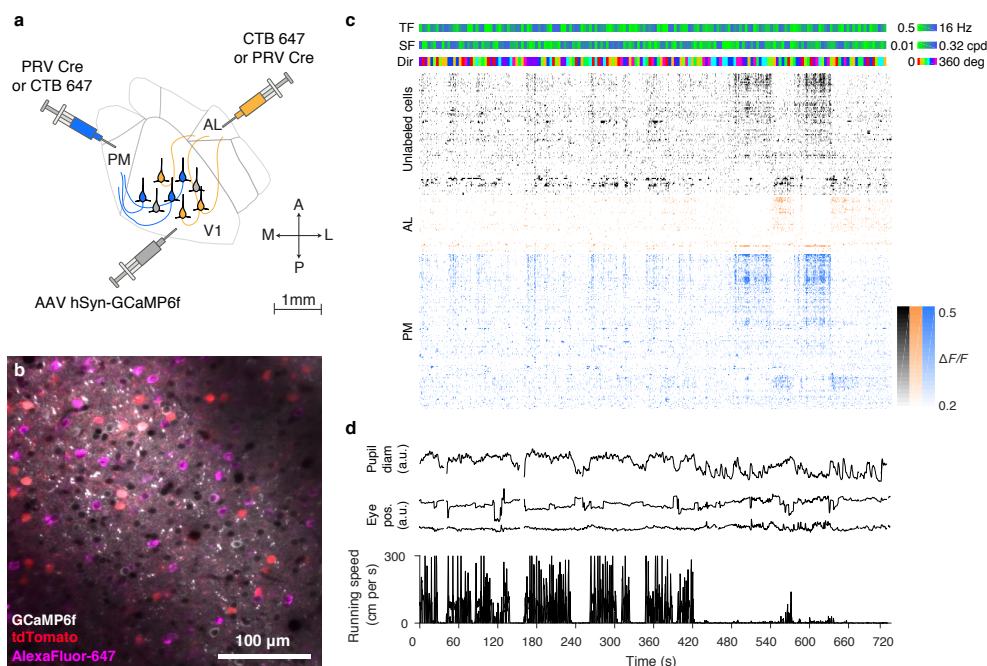 a
CTB 647
or PRV Cre
PRV Cre
or CTB 647
AL
PM
V1
A
M
L
P
AAV hSyn-GCaMP6f
1mm
b
GCaMP6f
tdTomato
AlexaFluor-647
100 µm
c
TF
0.5
16 Hz
SF
0.01
0.32 cpd
Dir
0
360 deg
Unlabeled cells
AL
PM
0.5
ΔF/F
0.2
d
Pupil
diam
(a.u.)
Eye
pos.
(a.u.)
Running speed
(cm per s)
300
0
0 60 120 180 240 300 360 420 480 540 600 660 720
Time (s)